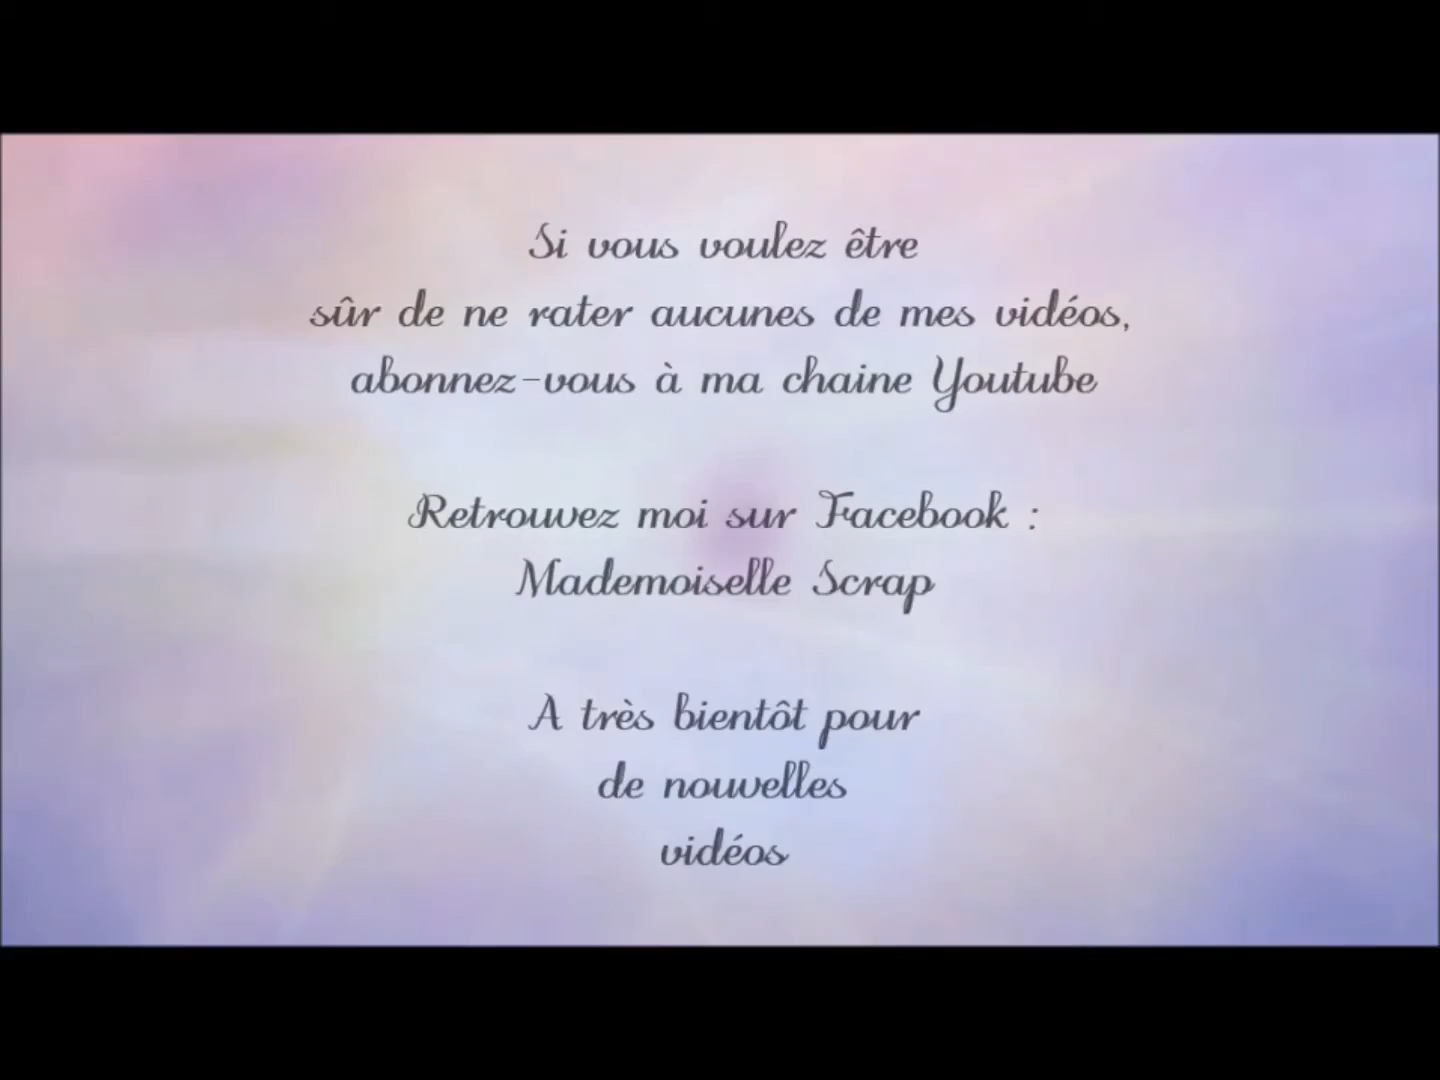 Si vous voulez être
sûr de ne rater aucunes de mes vidéos,
abonnez-vous à ma chaine Youtube
Retrouvez moi sur Facebook :
Mademoiselle Scrap
A très bientôt pour
de nouvelles
vidéos